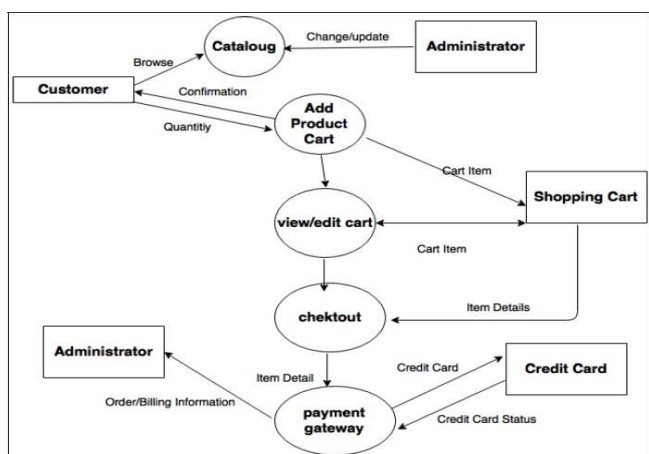 Cataloug
Change/update
Administrator
Browse
Customer
Confirmation
Quantitiy
Add
Product
Cart
Cart Item
Shopping Cart
view/edit cart
Cart Item
chektout
Item Details
Administrator
Item Detail
Credit Card
Credit Card
Order/Billing Information
payment
gateway
Credit Card Status